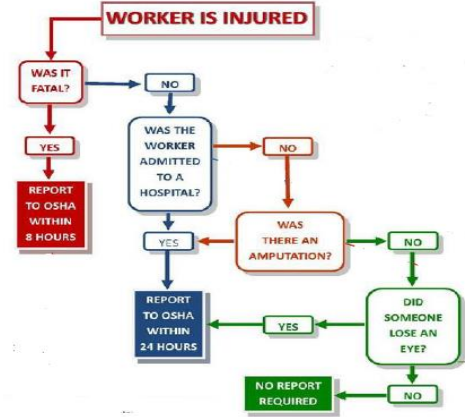 WORKER IS INJURED
WAS IT
FATAL?
NO
YES
WAS THE
WORKER
ADMITTED
TO A
HOSPITAL?
NO
REPORT
TO OSHA
WITHIN
8 HOURS
YES
WAS
THERE AN
AMPUTATION?
NO
REPORT
TO OSHA
WITHIN
24 HOURS
YES
DID
SOMEONE
LOSE AN
EYE?
NO REPORT
REQUIRED
NO